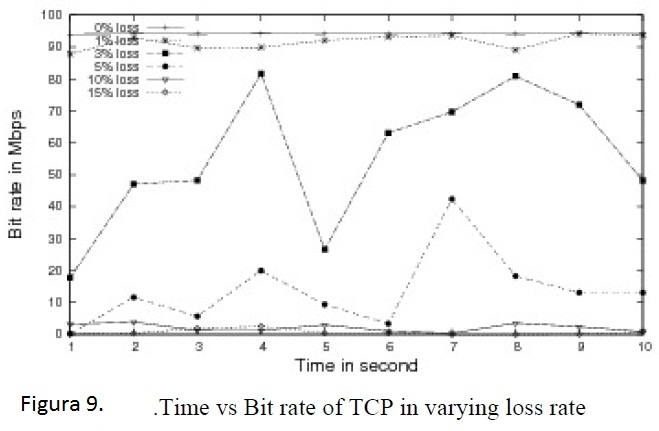 100
90
80
70
60
50
40
30
20
10
0
Bit rate in Mbps
0% loss
1% loss
3% loss
5% loss
10% loss
15% loss
1 2 3 4 5 6 7 8 9 10
Time in second
Figura 9. .Time vs Bit rate of TCP in varying loss rate